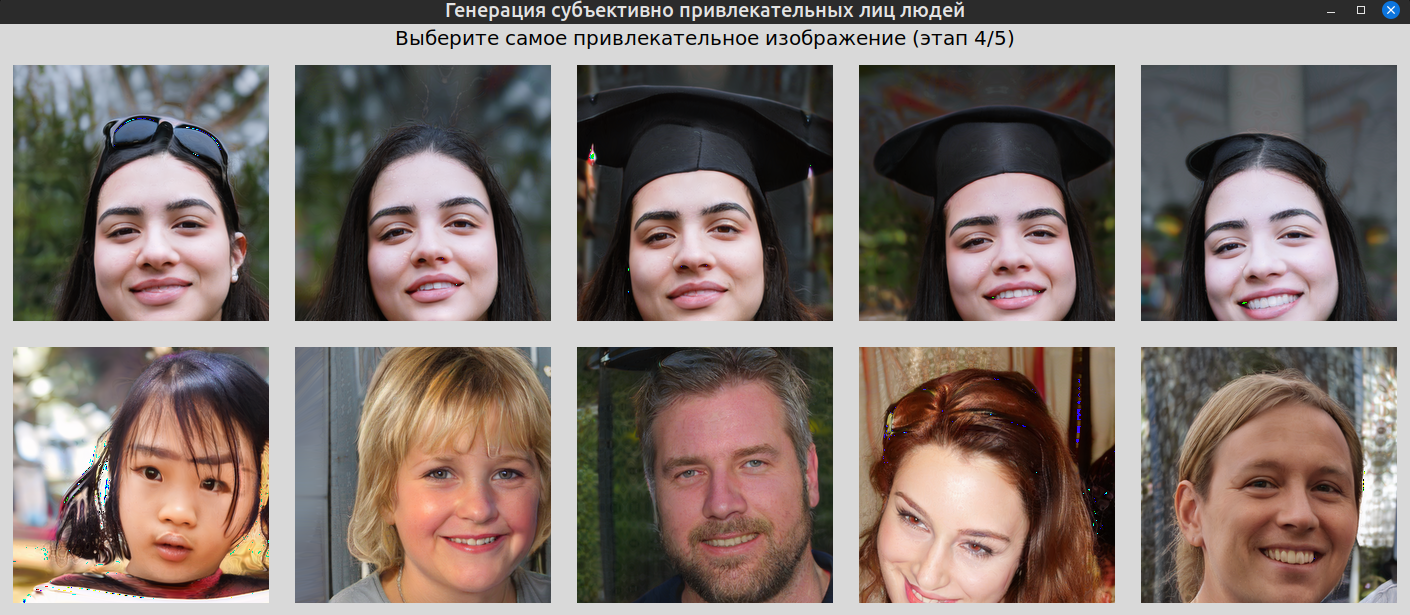 Генерация субъективно привлекательных лиц людей
Выберите самое привлекательное изображение (этап 4/5)